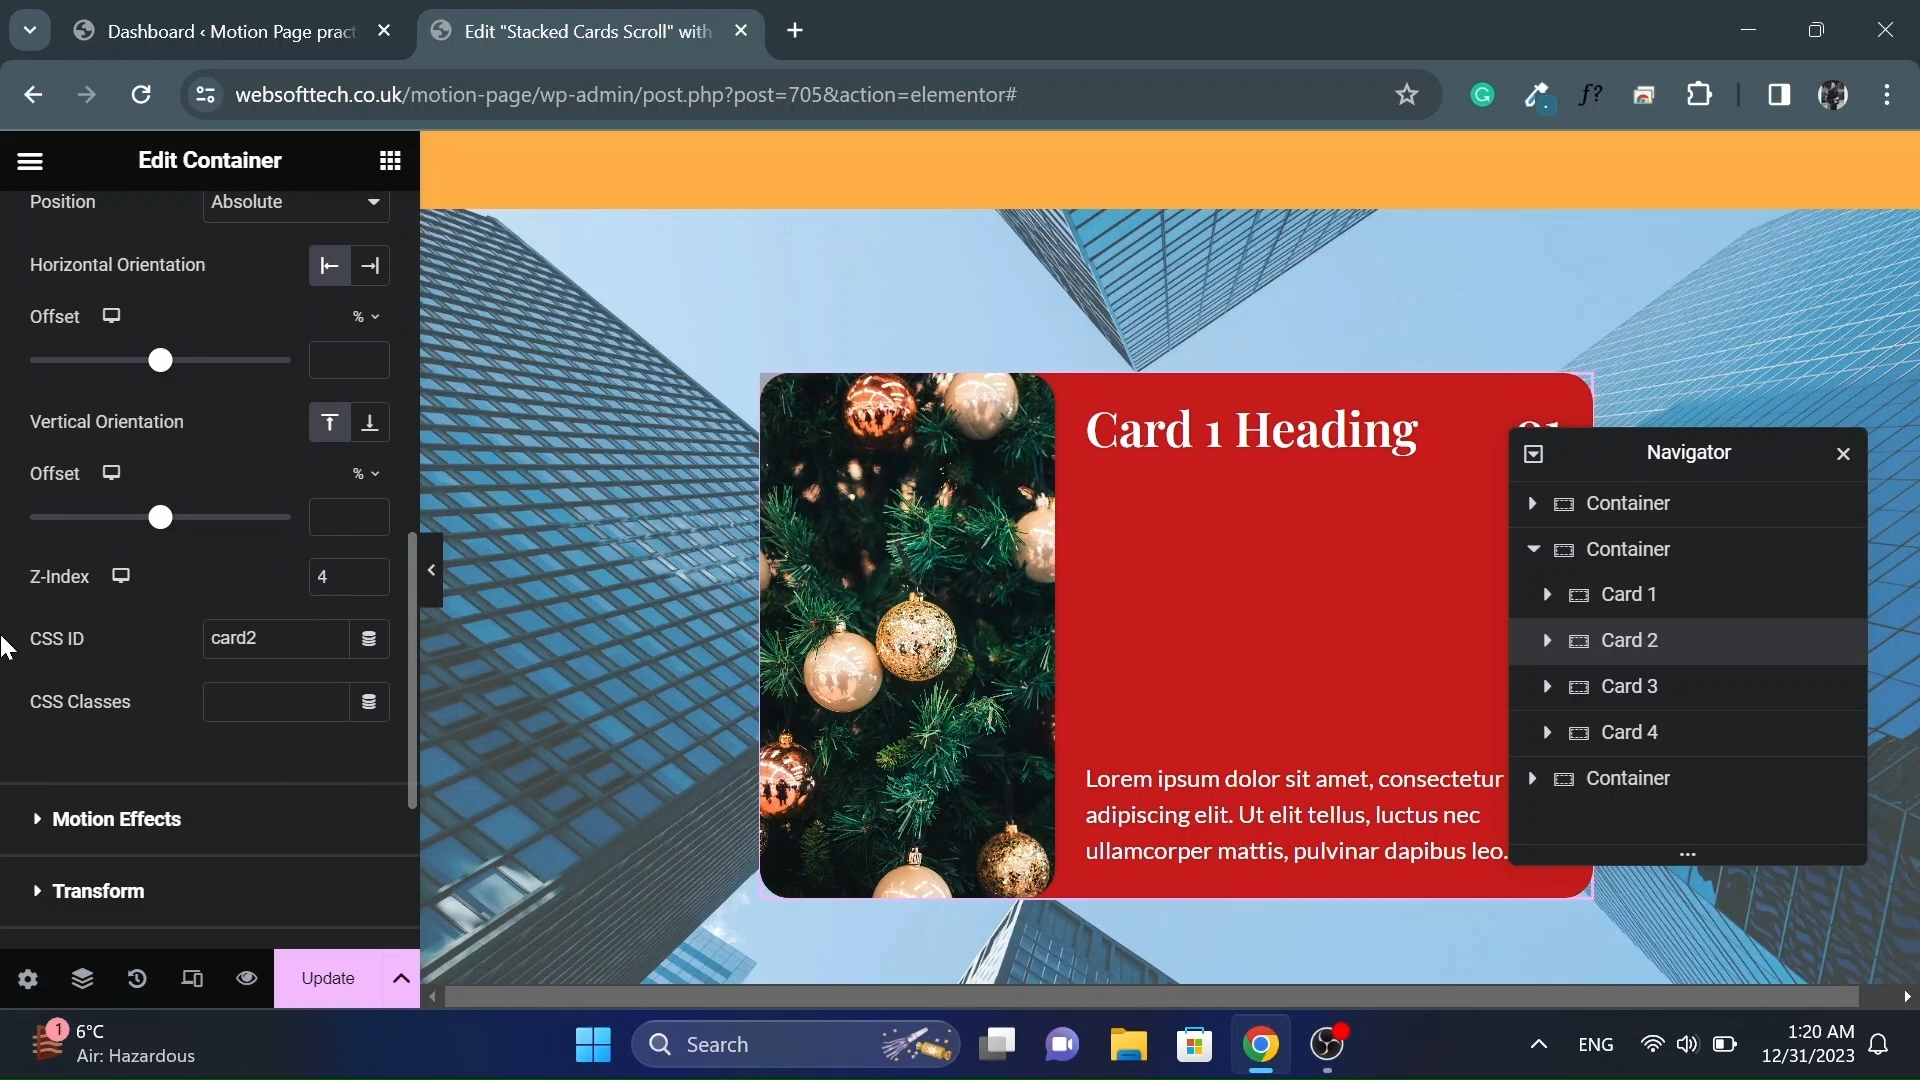 Dashboard ‹ Motion Page pract
Edit "Stacked Cards Scroll" with
websofttech.co.uk/motion-page/wp-admin/post.php?post=705&action=elementor#
f?
Edit Container
Position
Absolute
Horizontal Orientation
Offset
%
Vertical Orientation
Offset
%
Z-Index
4
CSS ID
card2
CSS Classes
Motion Effects
Transform
Update
Card 1 Heading
Lorem ipsum dolor sit amet, consectetur
adipiscing elit. Ut elit tellus, luctus nec
ullamcorper mattis, pulvinar dapibus leo.
Navigator
Container
Container
Card 1
Card 2
Card 3
Card 4
Container
1
6°C
Air: Hazardous
Search
ENG
1:20 AM
12/31/2023